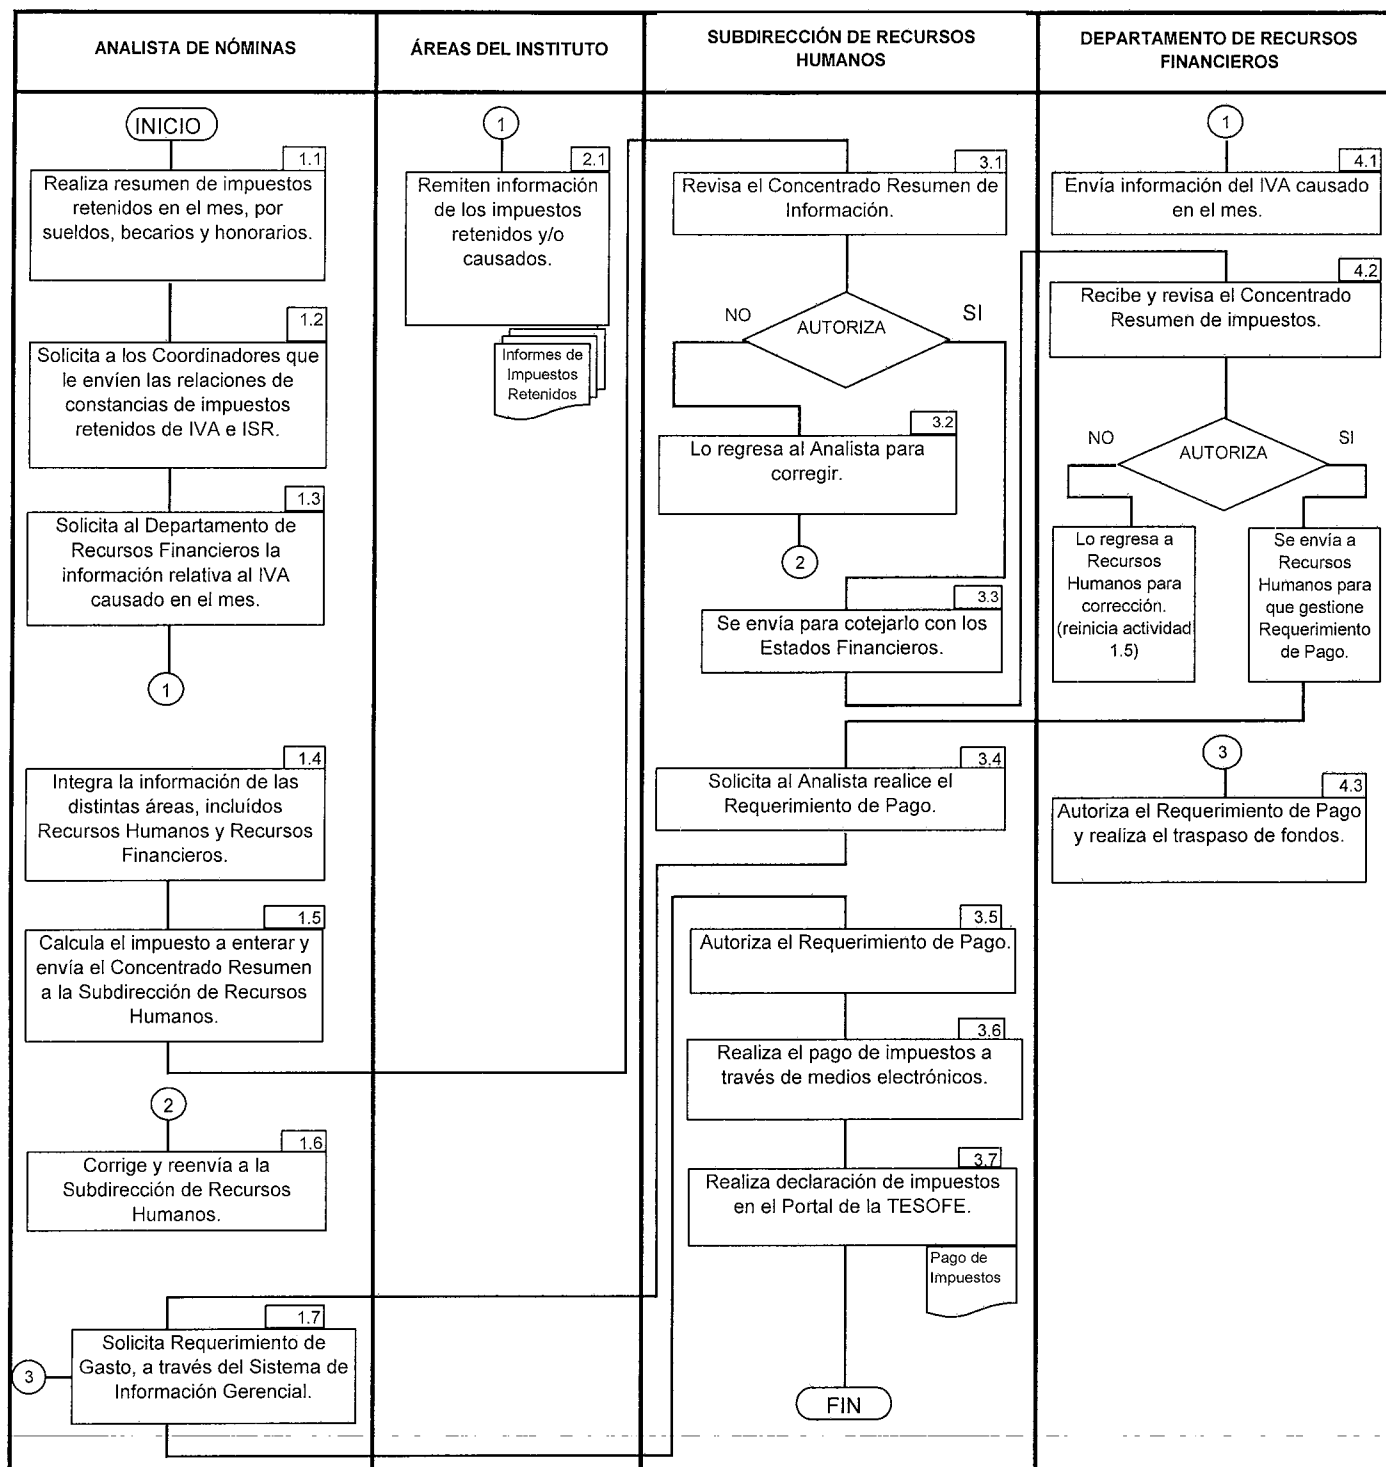 ANALISTA DE NÓMINAS
ÁREAS DEL INSTITUTO
SUBDIRECCIÓN DE RECURSOS
HUMANOS
DEPARTAMENTO DE RECURSOS
FINANCIEROS
INICIO
1.1
Realiza resumen de impuestos
retenidos en el mes, por
sueldos, becarios y honorarios.
1.2
Solicita a los Coordinadores que
le envíen las relaciones de
constancias de impuestos
retenidos de IVA e ISR.
1.3
Solicita al Departamento de
Recursos Financieros la
información relativa al IVA
causado en el mes.
1
1.4
Integra la información de las
distintas áreas, incluídos
Recursos Humanos y Recursos
Financieros.
1.5
Calcula el impuesto a enterar y
envía el Concentrado Resumen
a la Subdirección de Recursos
Humanos.
2
1.6
Corrige y reenvía a la
Subdirección de Recursos
Humanos.
1.7
Solicita Requerimiento de
Gasto, a través del Sistema de
Información Gerencial.
3
1
2.1
Remiten información
de los impuestos
retenidos y/o
causados.
Informes de
Impuestos
Retenidos
3.1
Revisa el Concentrado Resumen de
Información.
NO
AUTORIZA
SI
3.2
Lo regresa al Analista para
corregir.
2
3.3
Se envía para cotejarlo con los
Estados Financieros.
3.4
Solicita al Analista realice el
Requerimiento de Pago.
3.5
Autoriza el Requerimiento de Pago.
3.6
Realiza el pago de impuestos a
través de medios electrónicos.
3.7
Realiza declaración de impuestos
en el Portal de la TESOFE.
Pago de
Impuestos
FIN
1
4.1
Envía información del IVA causado
en el mes.
4.2
Recibe y revisa el Concentrado
Resumen de impuestos.
NO
AUTORIZA
SI
Lo regresa a
Recursos
Humanos para
corrección.
(reinicia actividad
1.5)
Se envía a
Recursos
Humanos para
que gestione
Requerimiento
de Pago.
3
4.3
Autoriza el Requerimiento de Pago
y realiza el traspaso de fondos.